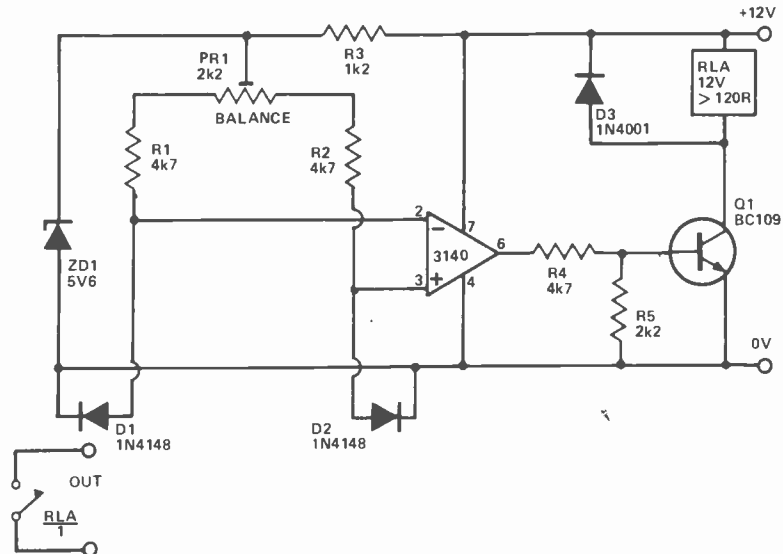 +12V
PR1
2k2
R3
1k2
RLA
12V
> 120R
BALANCE
D3
1N4001
R1
4k7
R2
4k7
Q1
BC109
2
−
7
3140
6
3
+
4
ZD1
5V6
R4
4k7
R5
2k2
0V
D1
1N4148
D2
1N4148
OUT
RLA
1